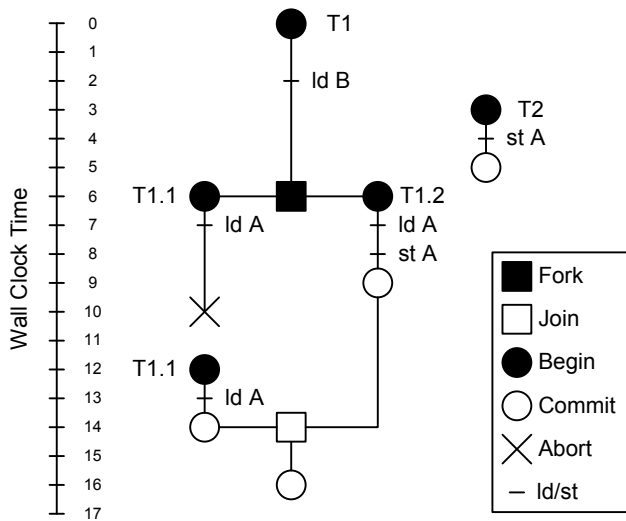 0
T1
1
2
ld B
3
T2
4
st A
5
6
T1.1
T1.2
7
ld A
ld A
8
st A
9
10
11
12
T1.1
13
ld A
14
15
16
17
Wall Clock Time
Fork
Join
Begin
Commit
Abort
ld/st